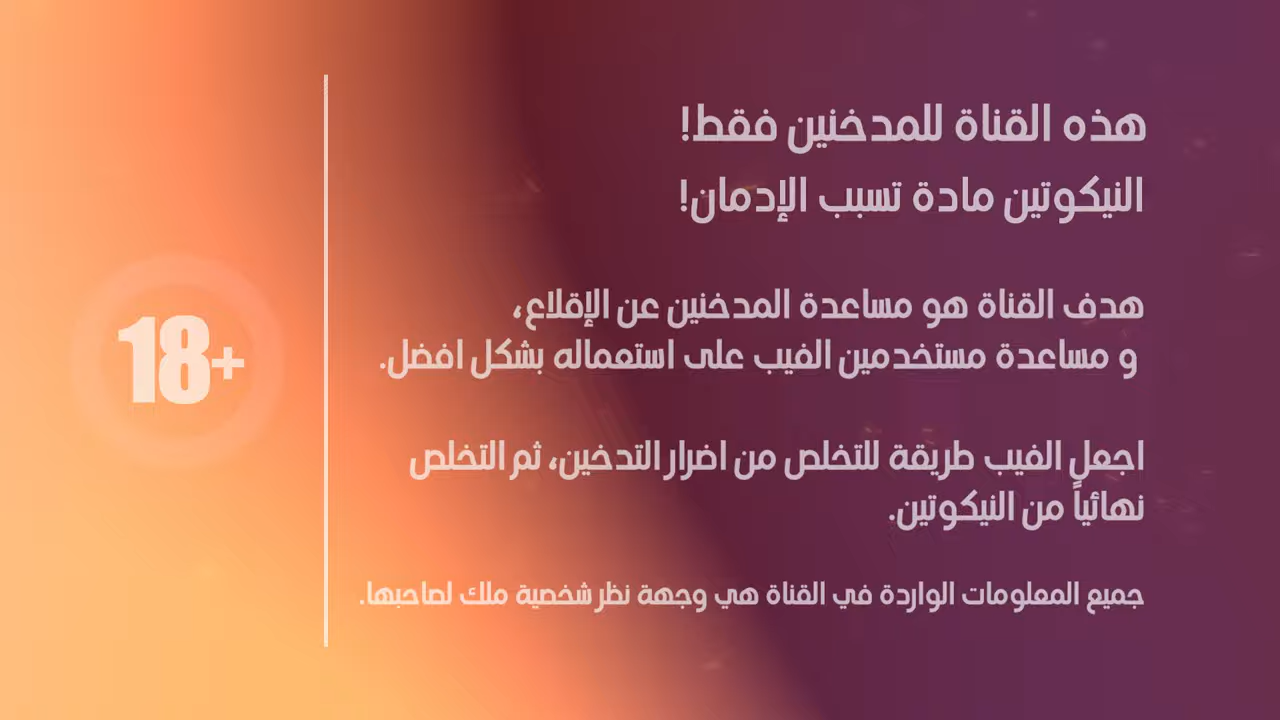 هذه القناة للمدخنين فقط!
النيكوتين مادة تسبب الإدمان!
هدف القناة هو مساعدة المدخنين عن الإقلاع،
و مساعدة مستخدمين الفيب على استعماله بشكل افضل.
اجعل الفيب طريقة للتخلص من اضرار التدخين، ثم التخلص
نهائياً من النيكوتين.
جميع المعلومات الواردة في القناة هي وجهة نظر شخصية ملك لصاحبها.
18+